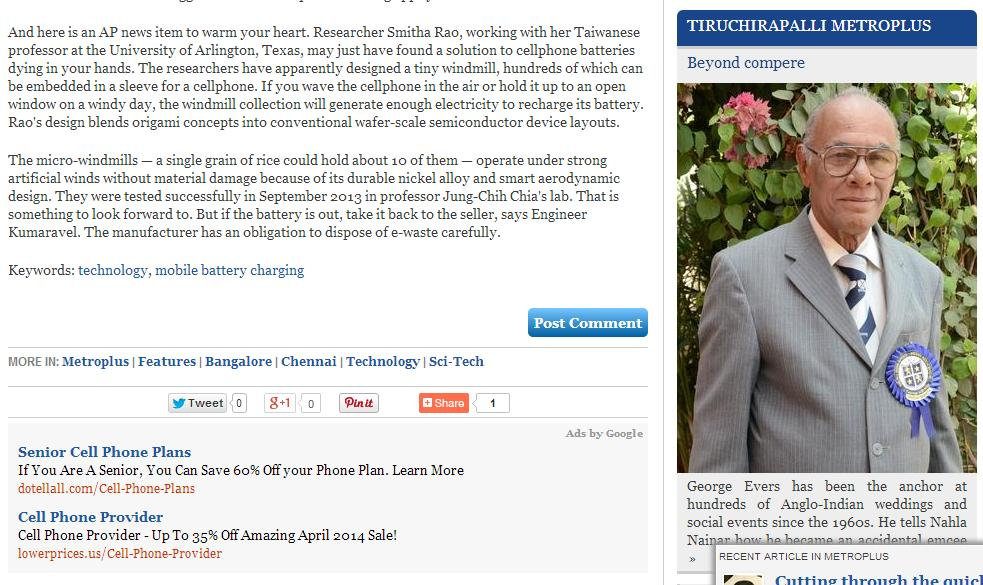 And here is an AP news item to warm your heart. Researcher Smitha Rao, working with her Taiwanese
professor at the University of Arlington, Texas, may just have found a solution to cellphone batteries
dying in your hands. The researchers have apparently designed a tiny windmill, hundreds of which can
be embedded in a sleeve for a cellphone. If you wave the cellphone in the air or hold it up to an open
window on a windy day, the windmill collection will generate enough electricity to recharge its battery.
Rao's design blends origami concepts into conventional wafer-scale semiconductor device layouts.
The micro-windmills — a single grain of rice could hold about 10 of them — operate under strong
artificial winds without material damage because of its durable nickel alloy and smart aerodynamic
design. They were tested successfully in September 2013 in professor Jung-Chih Chia's lab. That is
something to look forward to. But if the battery is out, take it back to the seller, says Engineer
Kumaravel. The manufacturer has an obligation to dispose of e-waste carefully.
Keywords: technology, mobile battery charging
Post Comment
MORE IN: Metroplus | Features | Bangalore | Chennai | Technology | Sci-Tech
Tweet 0 g+1 0 Pin it Share 1
Ads by Google
Senior Cell Phone Plans
If You Are A Senior, You Can Save 60% Off your Phone Plan. Learn More
dotellall.com/Cell-Phone-Plans
Cell Phone Provider
Cell Phone Provider - Up To 35% Off Amazing April 2014 Sale!
lowerprices.us/Cell-Phone-Provider
TIRUCHIRAPALLI METROPLUS
Beyond compere
George Evers has been the anchor at
hundreds of Anglo-Indian weddings and
social events since the 1960s. He tells Nahla
Nainar how he became an accidental emcee
»
RECENT ARTICLE IN METROPLUS
Cutting through the